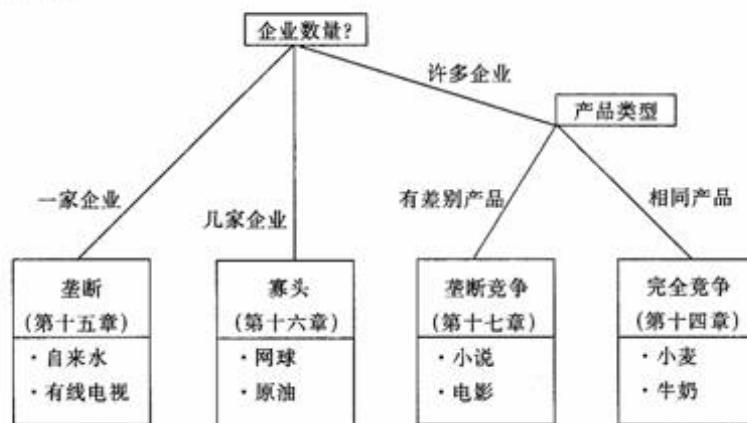 企业数量?
许多企业
产品类型
一家企业
几家企业
有差别产品
相同产品
垄断
(第十五章)
·自来水
·有线电视
寡头
(第十六章)
·网球
·原油
垄断竞争
(第十七章)
·小说
·电影
完全竞争
(第十四章)
·小麦
·牛奶